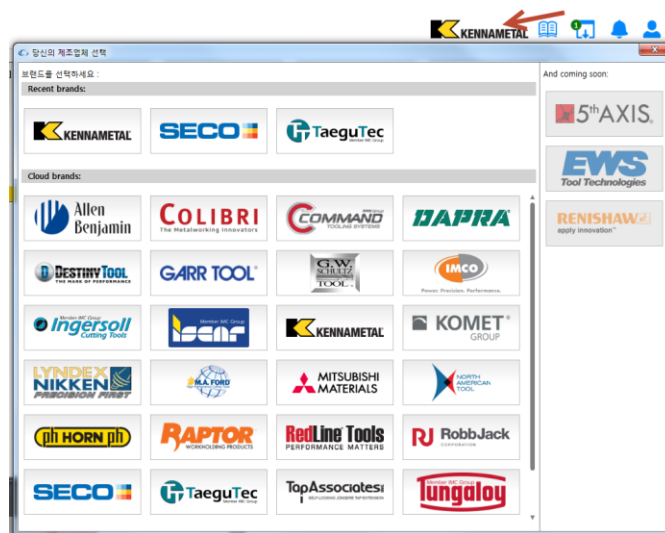 KENNAMETAL
1
당신의 제조업체 선택
브랜드를 선택하세요 :
And coming soon:
Recent brands:
KENNAMETAL
SECO
TaeguTec
Member IMC Group
5th AXIS.
Cloud brands:
EWS
Tool Technologies
Allen
Benjamin
COLIBRI
The Metalworking Innovators
COMMAND
TOOLING SYSTEMS
DAPRA
RENISHAW
apply innovation™
DESTINY TOOL
THE MARK OF PERFORMANCE
GARR TOOL
G.W.
SCHULTZ
TOOL
IMCO
Power. Precision. Performance.
Member IMC Group
Ingersoll
Cutting Tools
Member IMC Group
Iscar
KENNAMETAL
KOMET
GROUP
LYNDEX
NIKKEN
PRECISION FIRST
M.A. FORD
MITSUBISHI
MATERIALS
NORTH
AMERICAN
TOOL
ph HORN ph
RAPTOR
WORKHOLDING PRODUCTS
RedLine Tools
PERFORMANCE MATTERS
RJ RobbJack
CORPORATION
SECO
TaeguTec
Member IMC Group
TapAssociates
Member IMC Group
Tungaloy